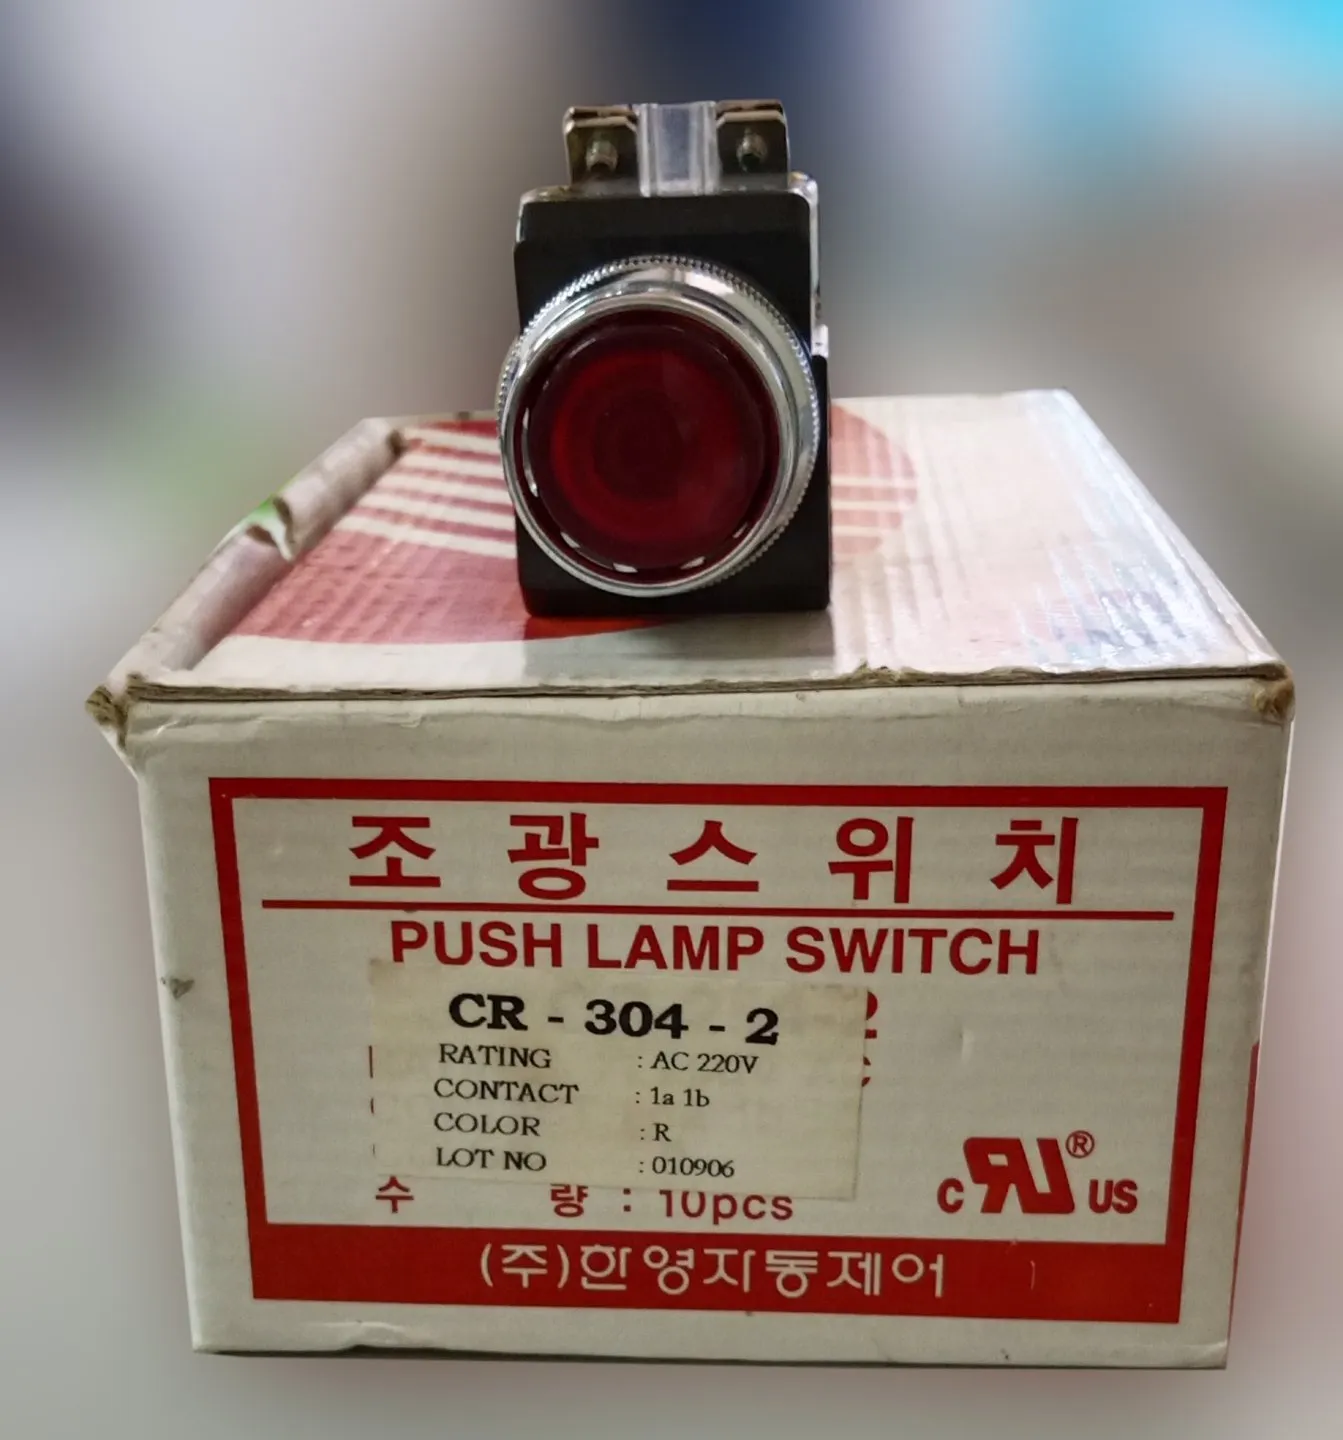 조광스위치
PUSH LAMP SWITCH
CR - 304 - 2
RATING : AC 220V
CONTACT : 1a 1b
COLOR : R
LOT NO : 010906
수 량 : 10pcs
c RU ® US
(주)한영자동제어